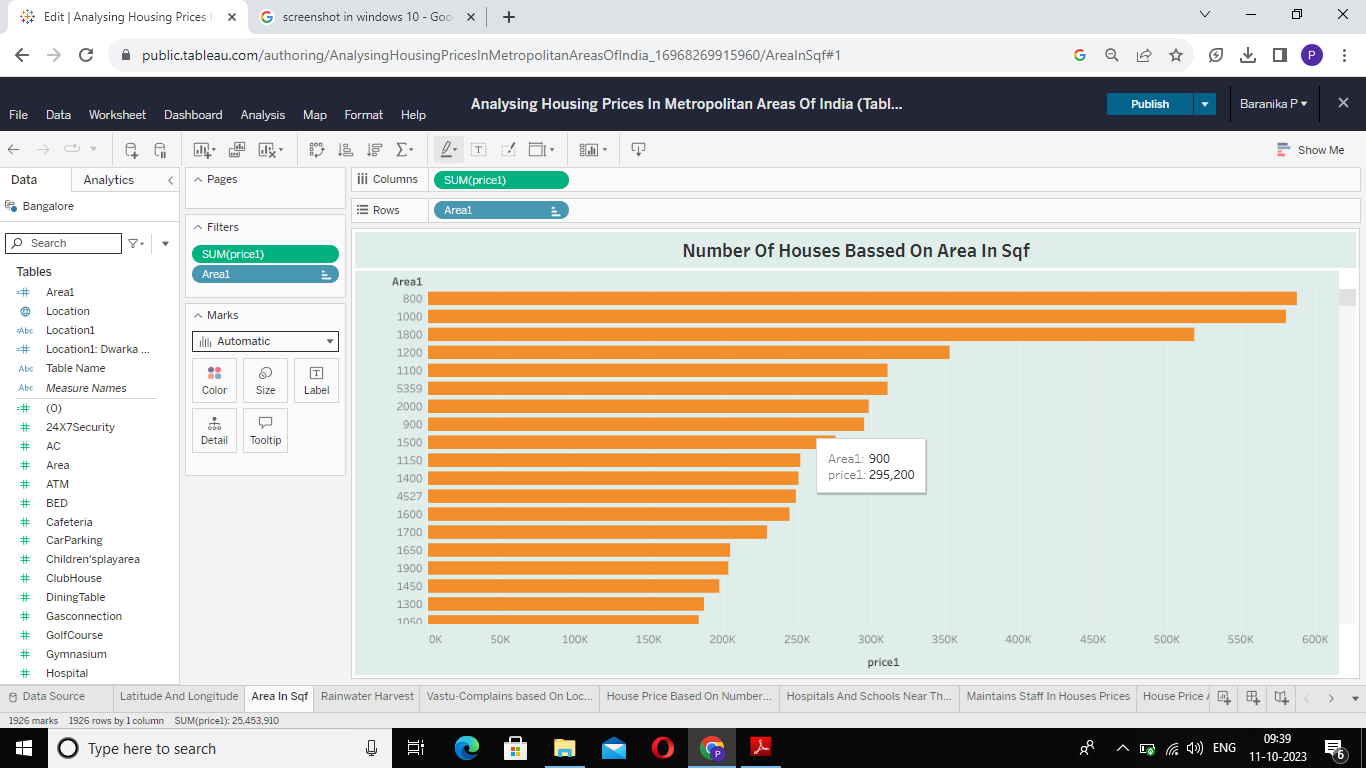 Edit | Analysing Housing Prices I
screenshot in windows 10 - Goo
public.tableau.com/authoring/AnalysingHousingPricesInMetropolitanAreasOfIndia_16968269915960/AreaInSqf#1
P
Analysing Housing Prices In Metropolitan Areas Of India (Tabl...
File Data Worksheet Dashboard Analysis Map Format Help
Publish
Baranika P
Show Me
Data Analytics
Bangalore
Search
Tables
Area1
Location
Abc Location1
Location1: Dwarka ...
Abc Table Name
Abc Measure Names
(O)
24X7Security
AC
Area
ATM
BED
Cafeteria
CarParking
Children'splayarea
ClubHouse
DiningTable
Gasconnection
GolfCourse
Gymnasium
Hospital
Pages
Filters
SUM(price1)
Area1
Marks
Automatic
Color Size Label
Detail Tooltip
Columns SUM(price1)
Rows Area1
Number Of Houses Bassed On Area In Sqf
Area1
800
1000
1800
1200
1100
5359
2000
900
1500
1150
1400
4527
1600
1700
1650
1900
1450
1300
1050
Area1: 900
price1: 295,200
0K 50K 100K 150K 200K 250K 300K 350K 400K 450K 500K 550K 600K
price1
Data Source Latitude And Longitude Area In Sqf Rainwater Harvest Vastu-Complains based On Loc... House Price Based On Number... Hospitals And Schools Near Th... Maintains Staff In Houses Prices House Price A
1926 marks 1926 rows by 1 column SUM(price1): 25,453,910
Type here to search
P
ENG
09:39
11-10-2023
6